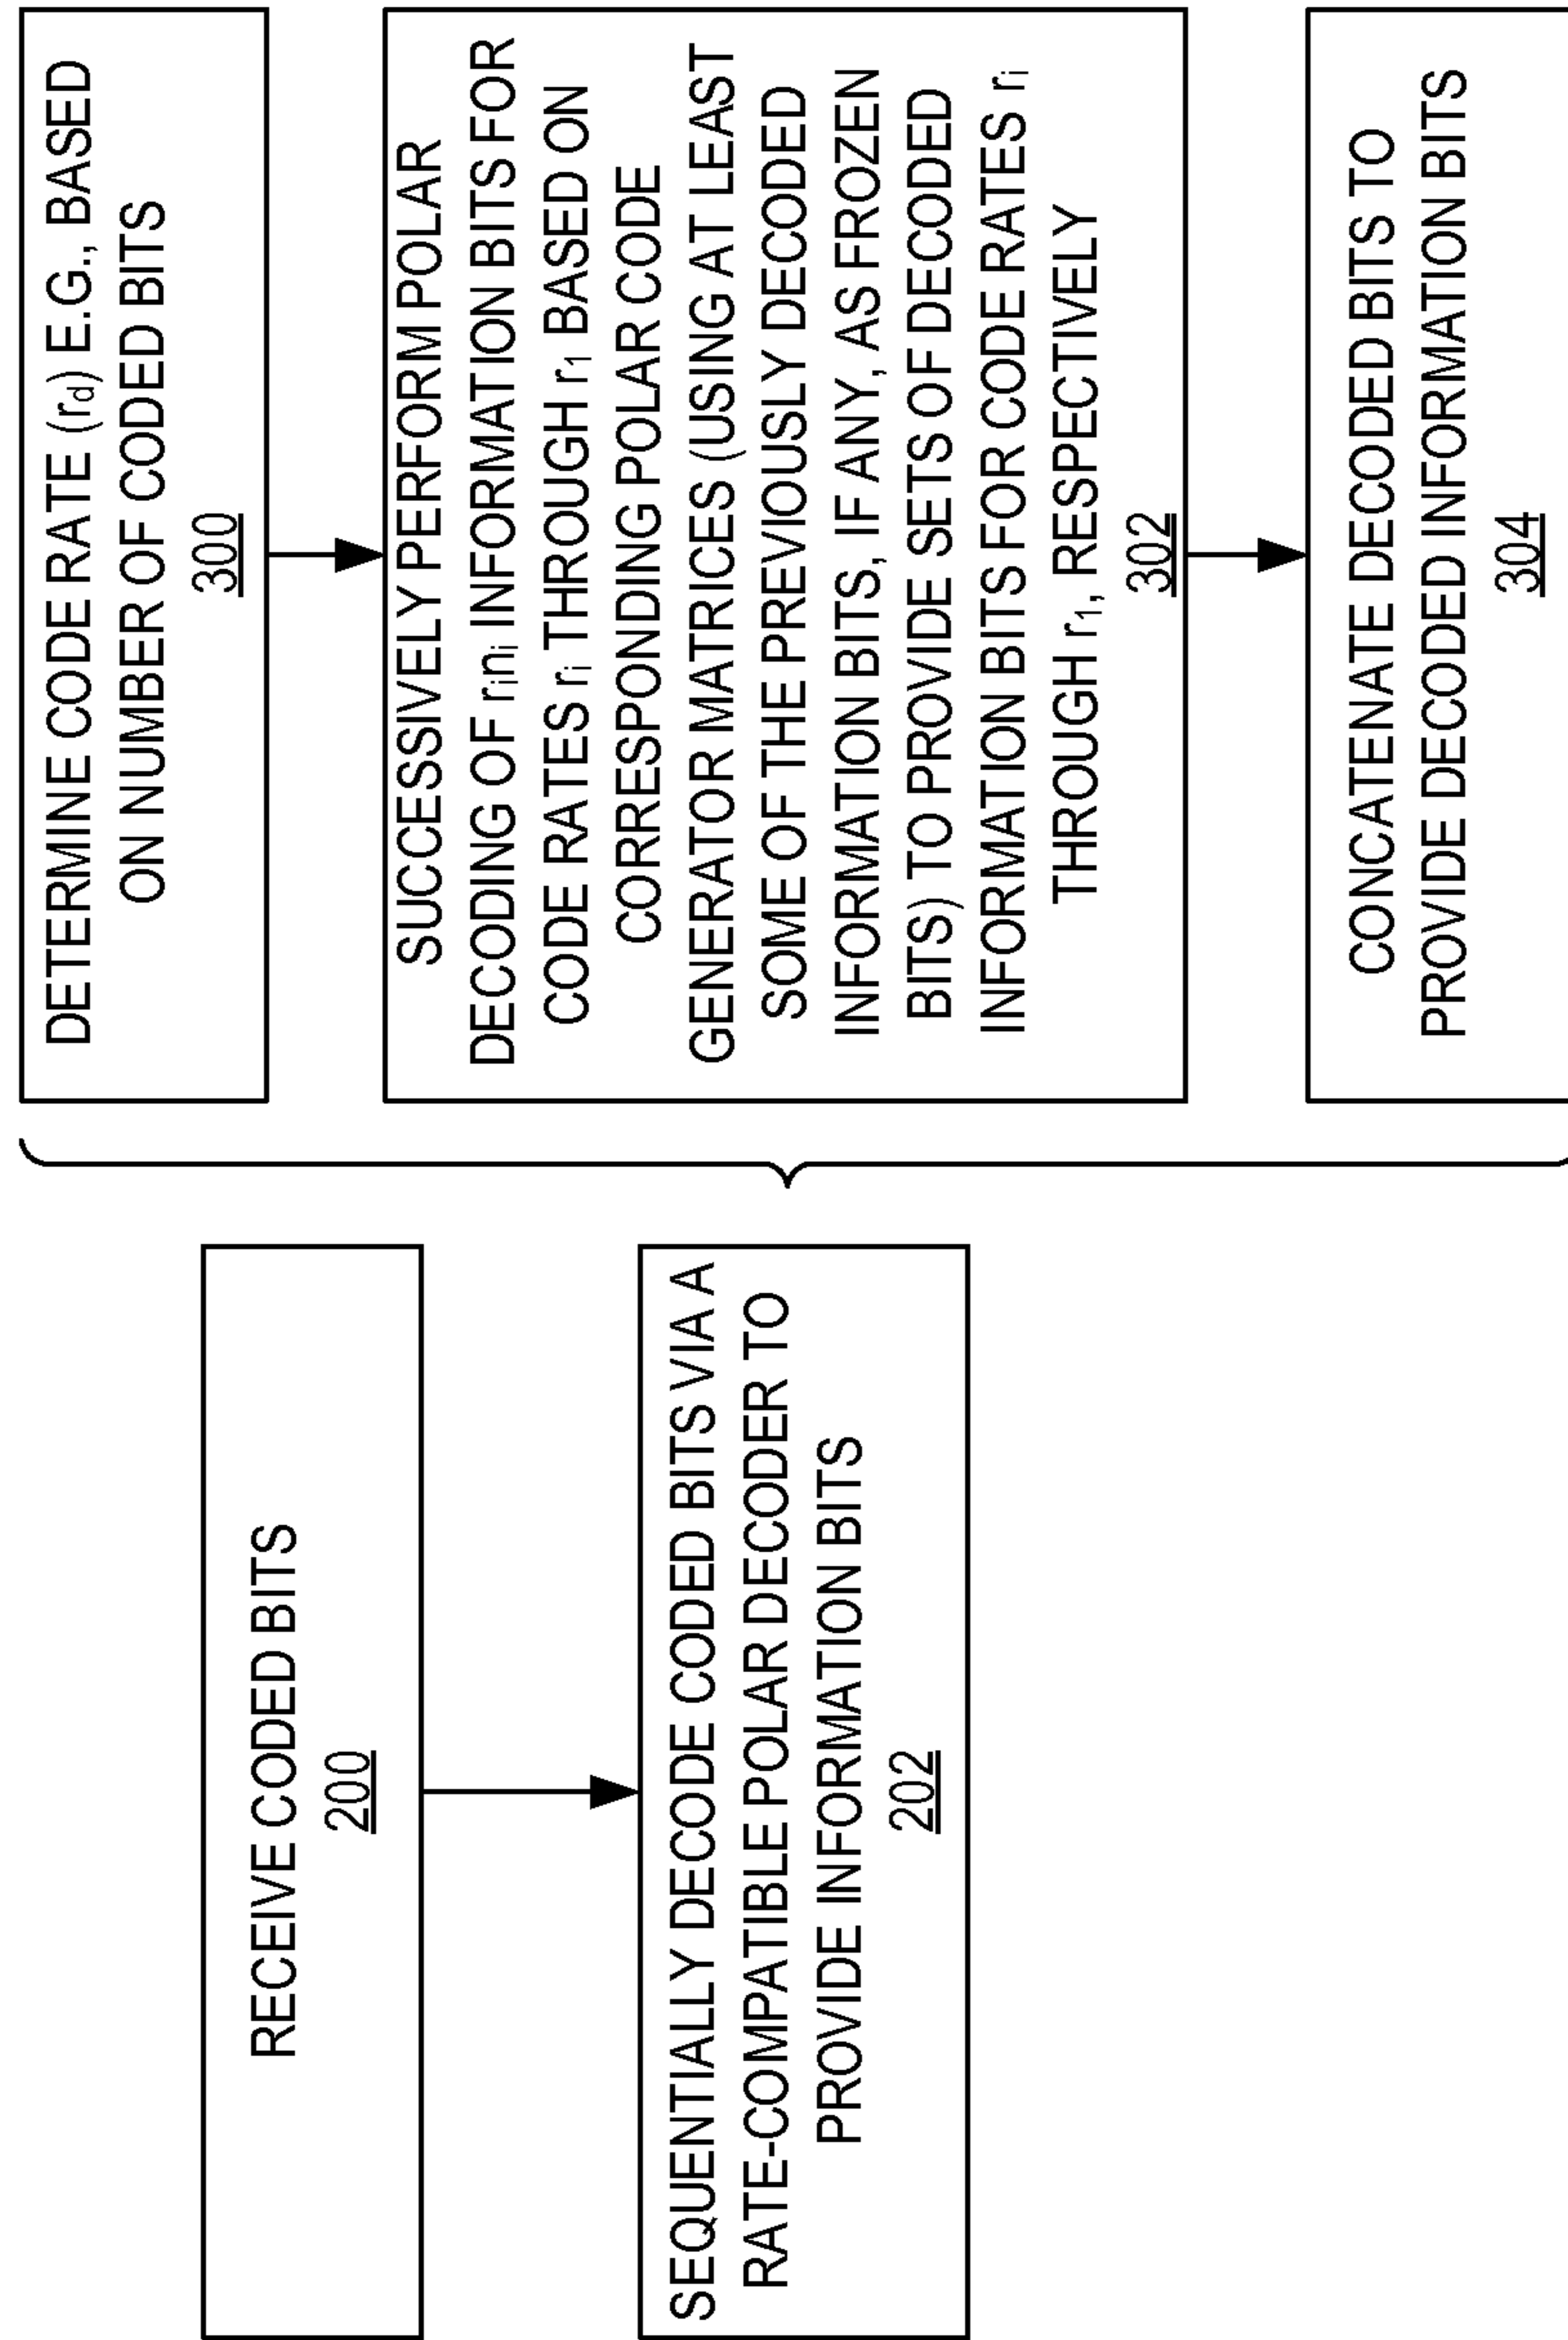 RECEIVE CODED BITS
200
SEQUENTIALLY DECODE CODED BITS VIA A
RATE-COMPATIBLE POLAR DECODER TO
PROVIDE INFORMATION BITS
202
DETERMINE CODE RATE (rd) E.G., BASED
ON NUMBER OF CODED BITS
300
SUCCESSIVELY PERFORM POLAR
DECODING OF rini INFORMATION BITS FOR
CODE RATES ri THROUGH r1 BASED ON
CORRESPONDING POLAR CODE
GENERATOR MATRICES (USING AT LEAST
SOME OF THE PREVIOUSLY DECODED
INFORMATION BITS, IF ANY, AS FROZEN
BITS) TO PROVIDE SETS OF DECODED
INFORMATION BITS FOR CODE RATES ri
THROUGH r1, RESPECTIVELY
302
CONCATENATE DECODED BITS TO
PROVIDE DECODED INFORMATION BITS
304